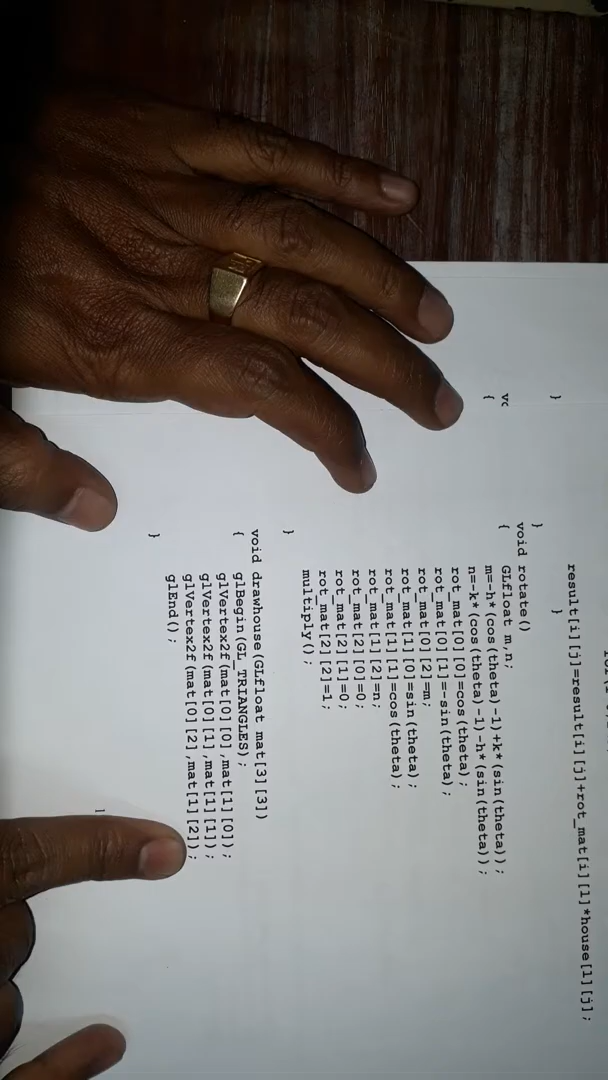 result[i][j]=result[i][j]+rot_mat[i][l]*house[l][j];
}
}
}
void rotate()
{ GLfloat m,n;
m=-h*(cos(theta)-1)+k*(sin(theta));
n=-k*(cos(theta)-1)-h*(sin(theta));
rot_mat[0][0]=cos(theta);
rot_mat[0][1]=-sin(theta);
rot_mat[0][2]=m;
rot_mat[1][0]=sin(theta);
rot_mat[1][1]=cos(theta);
rot_mat[1][2]=n;
rot_mat[2][0]=0;
rot_mat[2][1]=0;
rot_mat[2][2]=1;
multiply();
}
void drawhouse(GLfloat mat[3][3])
{ glBegin(GL_TRIANGLES);
glVertex2f(mat[0][0],mat[1][0]);
glVertex2f(mat[0][1],mat[1][1]);
glVertex2f(mat[0][2],mat[1][2]);
glEnd();
}